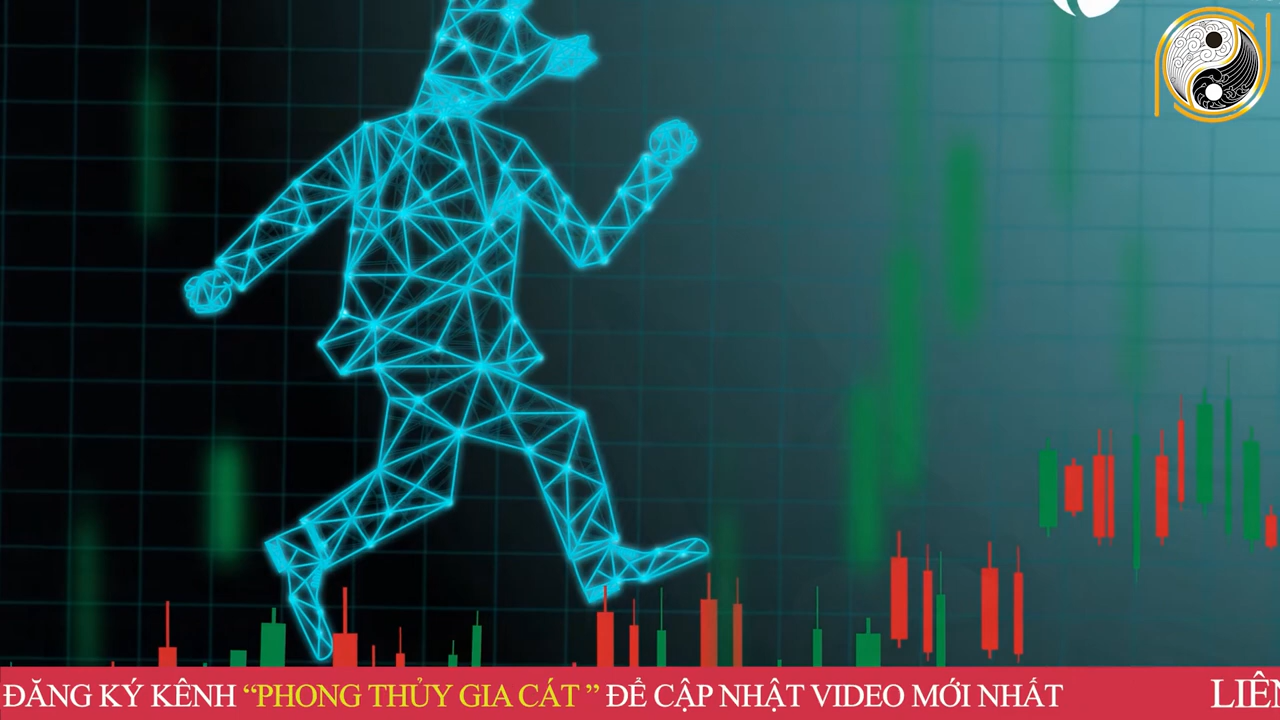 ĐĂNG KÝ KÊNH “PHONG THỦY GIA CÁT ” ĐỂ CẬP NHẬT VIDEO MỚI NHẤT